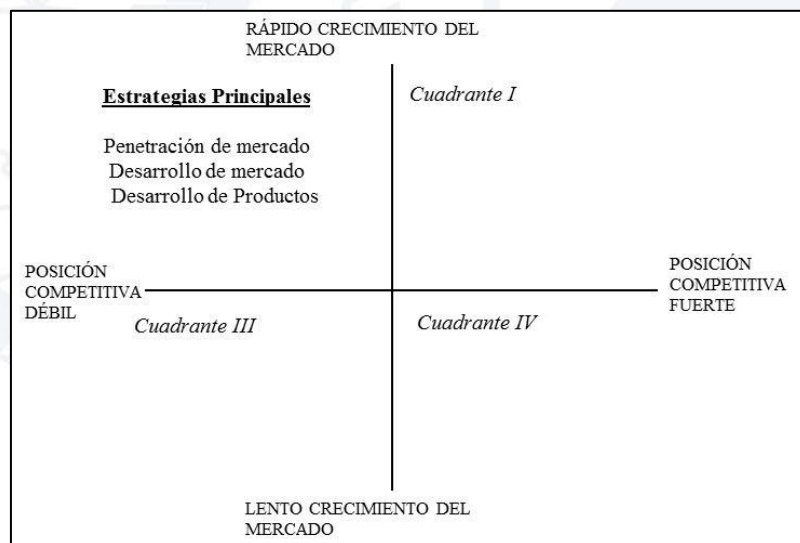 RÁPIDO CRECIMIENTO DEL
MERCADO
Estrategias Principales
Cuadrante I
Penetración de mercado
Desarrollo de mercado
Desarrollo de Productos
POSICIÓN
COMPETITIVA
DÉBIL
POSICIÓN
COMPETITIVA
FUERTE
Cuadrante III
Cuadrante IV
LENTO CRECIMIENTO DEL
MERCADO